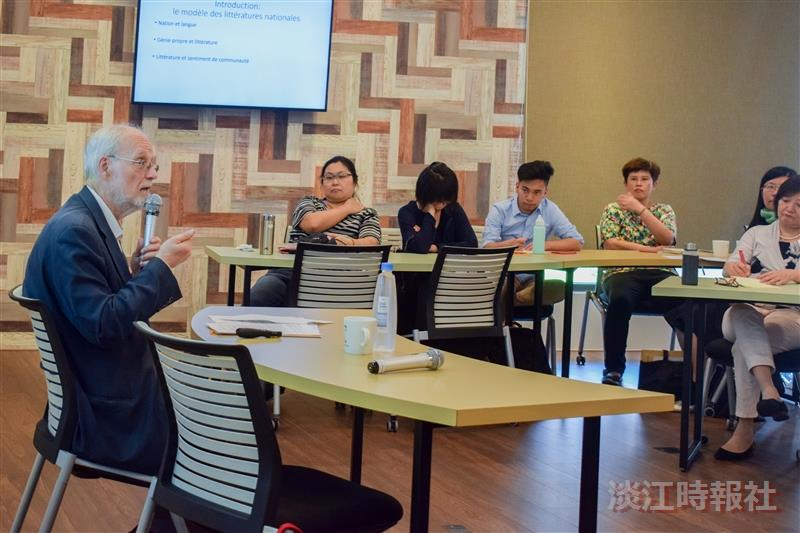 Introduction:
le modèle des littératures nationales
• Nation et langue
• Génie propre et littérature
• Littérature et sentiment de communauté
淡江時報社